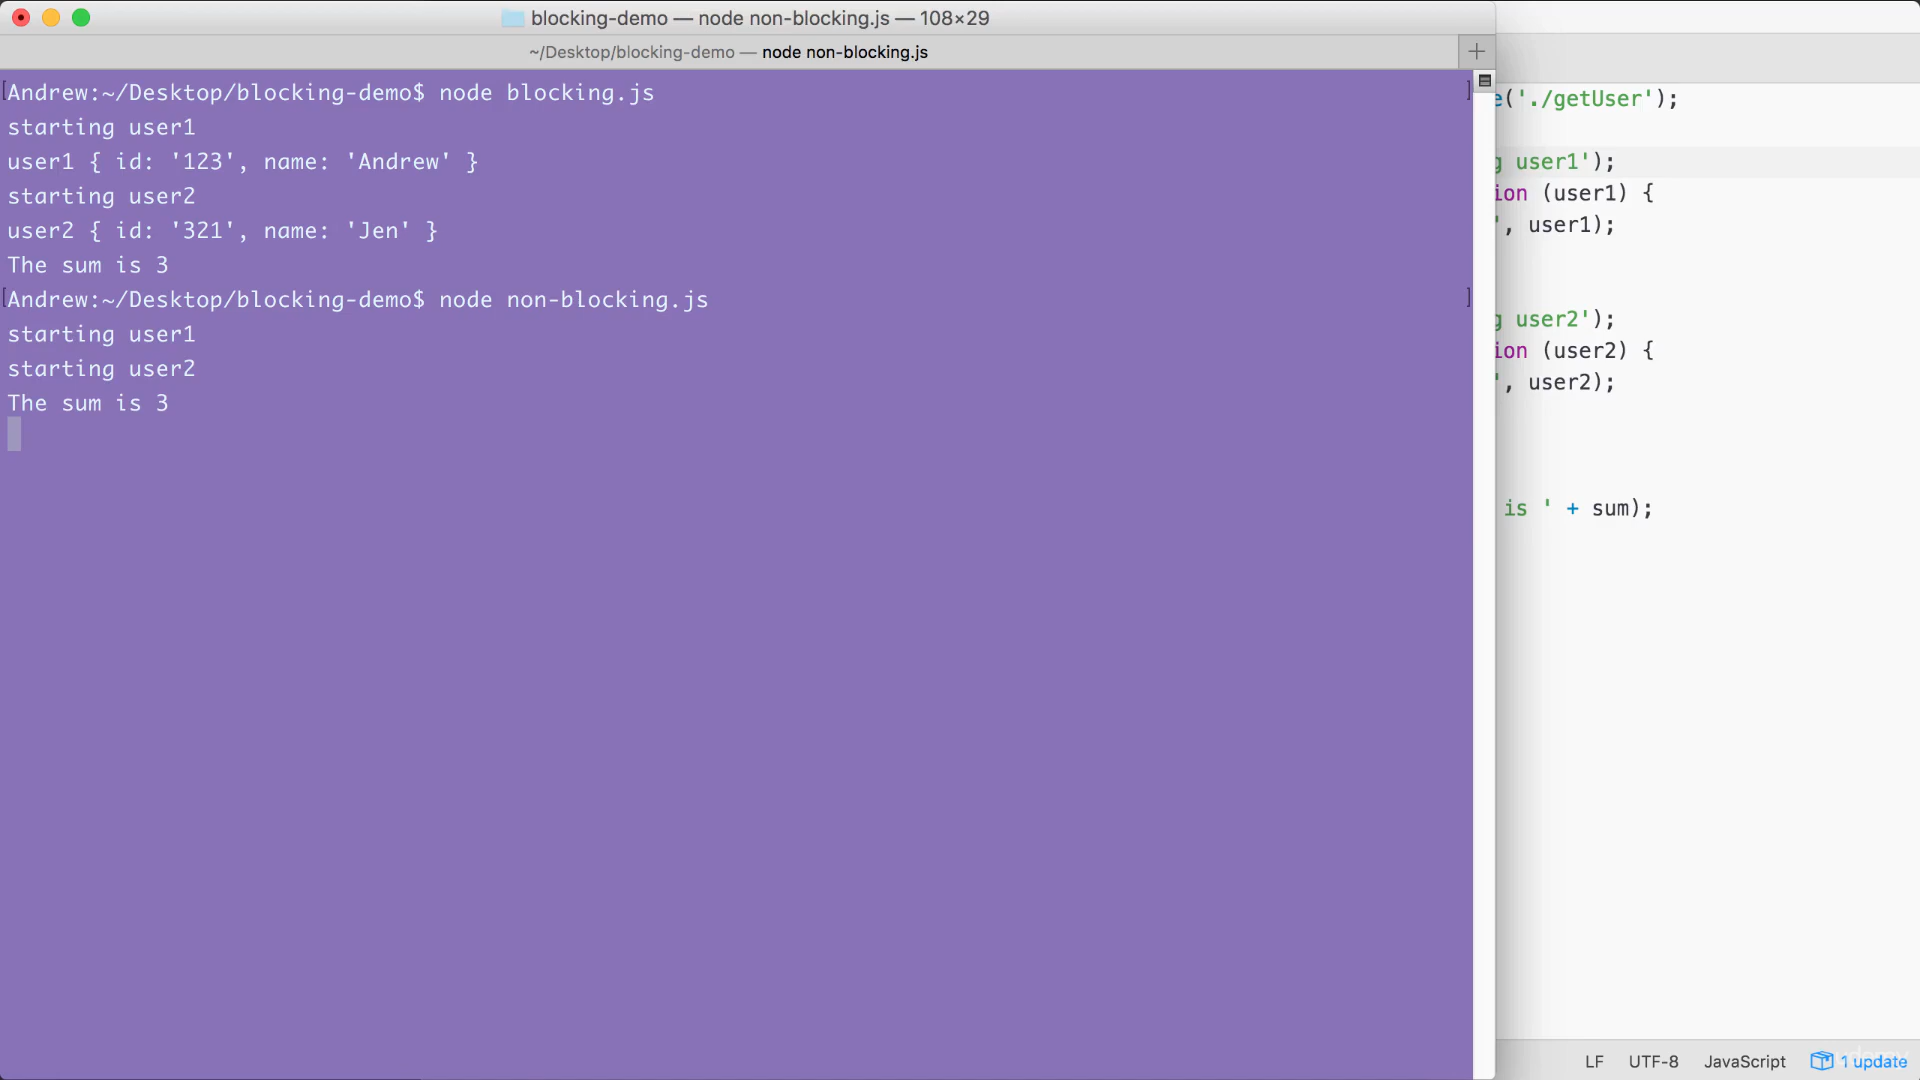 blocking-demo — node non-blocking.js — 108×29
~/Desktop/blocking-demo — node non-blocking.js
Andrew:~/Desktop/blocking-demo$ node blocking.js
starting user1
user1 { id: '123', name: 'Andrew' }
starting user2
user2 { id: '321', name: 'Jen' }
The sum is 3
Andrew:~/Desktop/blocking-demo$ node non-blocking.js
starting user1
starting user2
The sum is 3
e('./getUser');
g user1');
ion (user1) {
', user1);
g user2');
ion (user2) {
', user2);
is ' + sum);
LF UTF-8 JavaScript 1 update